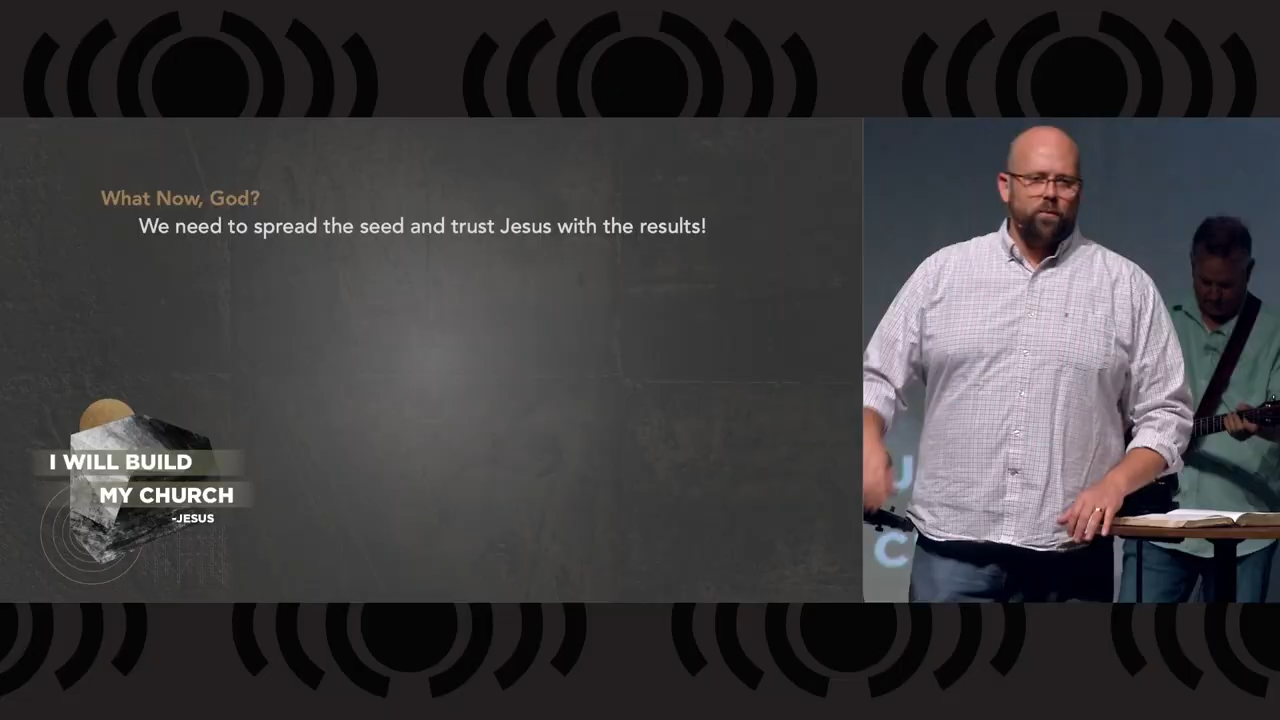 What Now, God?
We need to spread the seed and trust Jesus with the results!
I WILL BUILD
MY CHURCH
-JESUS